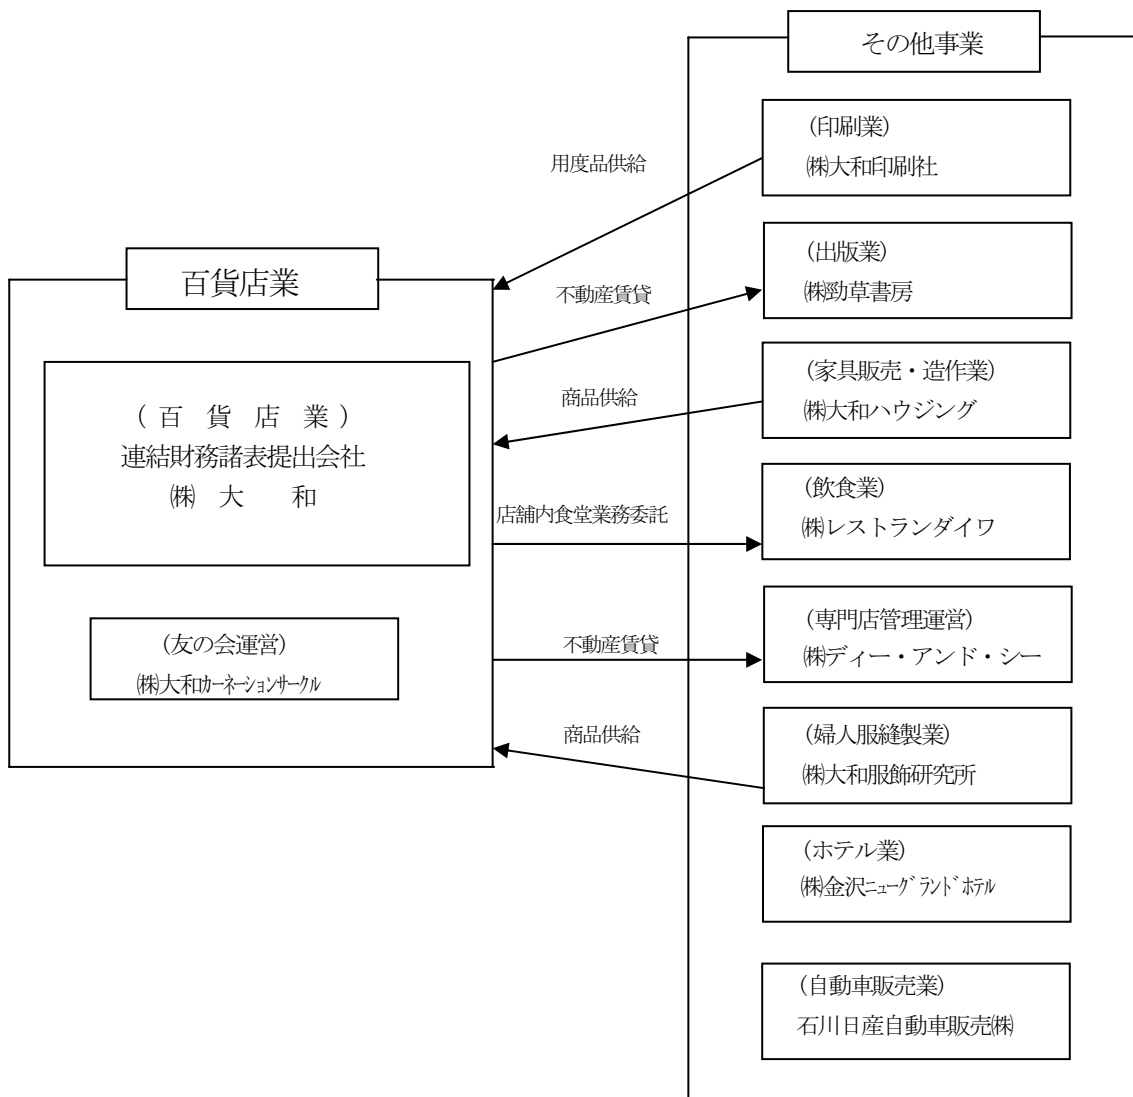 その他事業
(印刷業)
㈱大和印刷社
用度品供給
(出版業)
㈱勁草書房
百貨店業
不動産賃貸
(家具販売・造作業)
㈱大和ハウジング
商品供給
( 百 貨 店 業 )
連結財務諸表提出会社
㈱ 大 和
(飲食業)
㈱レストランダイワ
店舗内食堂業務委託
(専門店管理運営)
㈱ディー・アンド・シー
不動産賃貸
(友の会運営)
㈱大和ｶｰﾈｰｼｮﾝｻｰｸﾙ
(婦人服縫製業)
㈱大和服飾研究所
商品供給
(ホテル業)
㈱金沢ﾆｭｰｸﾞﾗﾝﾄﾞﾎﾃﾙ
(自動車販売業)
石川日産自動車販売㈱